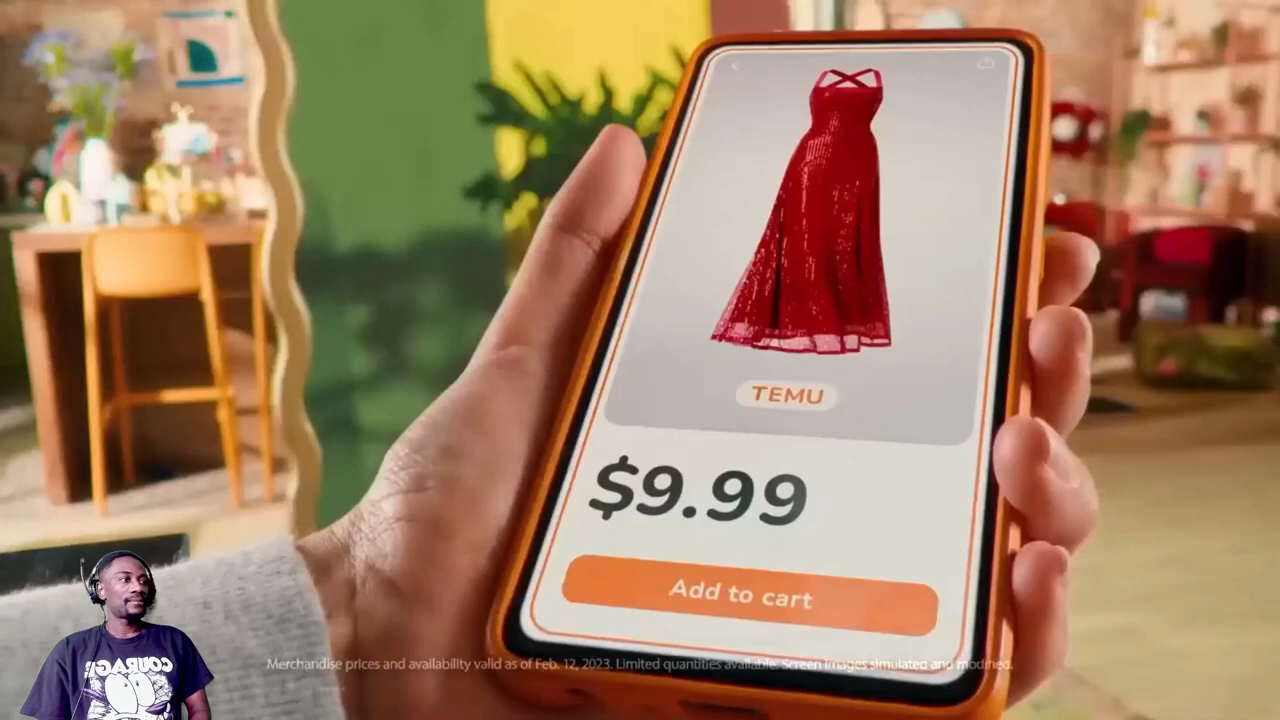 TEMU
$9.99
Add to cart
Merchandise prices and availability valid as of Feb. 12, 2023. Limited quantities available. Screen images simulated and modified.
COURAGE